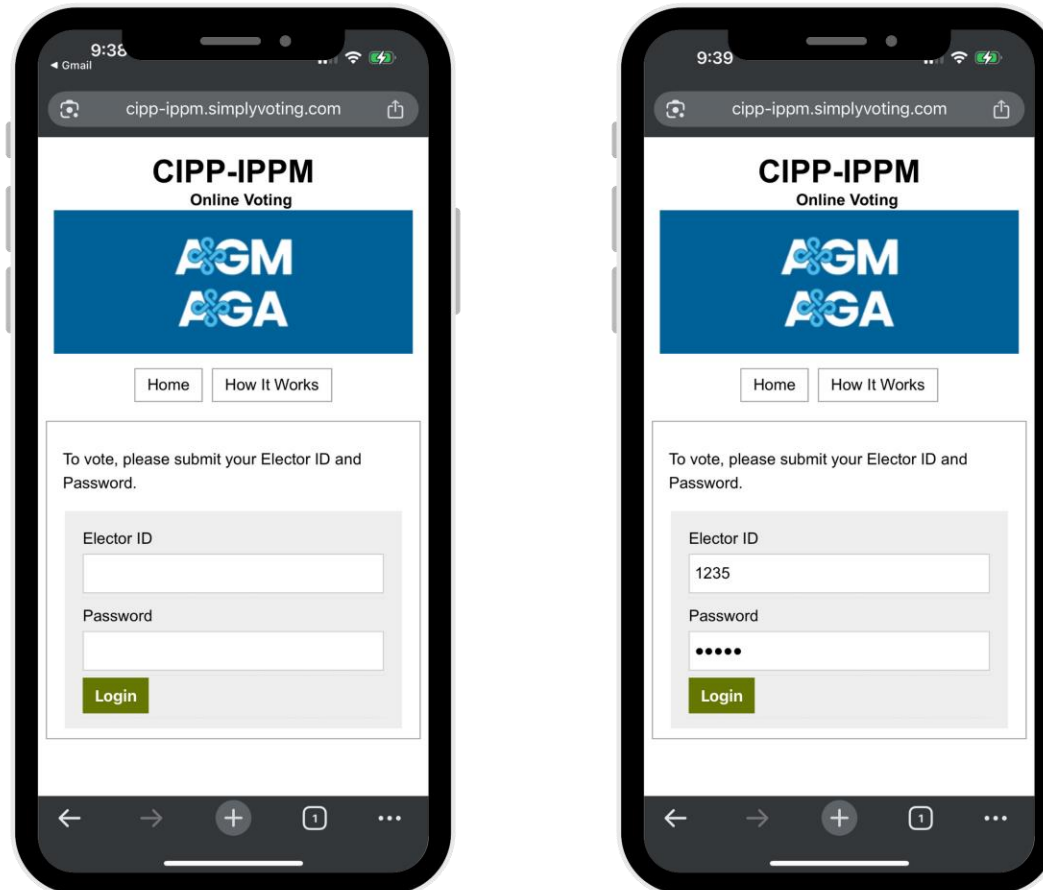 9:38
◀ Gmail
cipp-ippm.simplyvoting.com
CIPP-IPPM
Online Voting
AGM
AGA
Home
How It Works
To vote, please submit your Elector ID and
Password.
Elector ID
Password
Login
1
9:39
cipp-ippm.simplyvoting.com
CIPP-IPPM
Online Voting
AGM
AGA
Home
How It Works
To vote, please submit your Elector ID and
Password.
Elector ID
1235
Password
•••••
Login
1